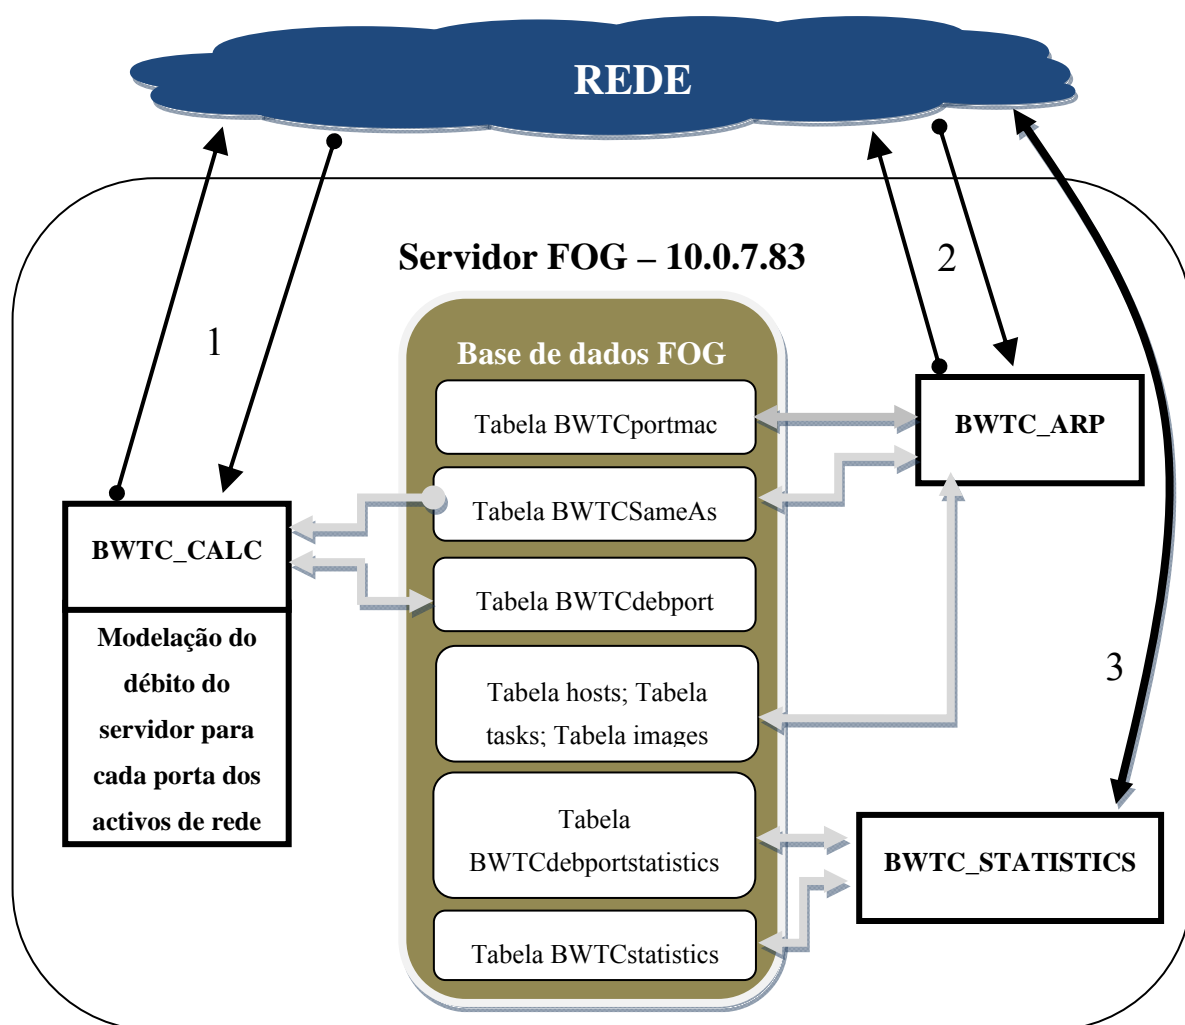 REDE
Servidor FOG – 10.0.7.83
1
2
Base de dados FOG
Tabela BWTCportmac
BWTC_ARP
Tabela BWTCSameAs
BWTC_CALC
Tabela BWTCdebport
Modelação do
débito do
servidor para
cada porta dos
activos de rede
Tabela hosts; Tabela
tasks; Tabela images
3
Tabela
BWTCdebportstatistics
BWTC_STATISTICS
Tabela BWTCstatistics